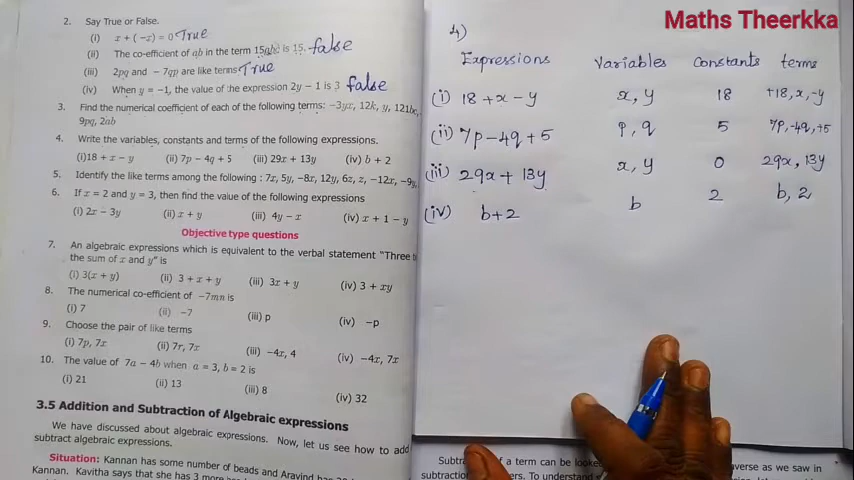 Maths Theerkka
2. Say True or False.
(i) x + (−x) = 0 True
(ii) The co-efficient of ab in the term 15abc is 15. false
(iii) 2pq and − 7qp are like terms True
(iv) When y = −1, the value of the expression 2y − 1 is 3 false
3. Find the numerical coefficient of each of the following terms: −3yx, 12k, y, 121bc,
9pq, 2ab
4. Write the variables, constants and terms of the following expressions.
(i)18 + x − y (ii) 7p − 4q + 5 (iii) 29x + 13y (iv) b + 2
5. Identify the like terms among the following : 7x, 5y, −8x, 12y, 6z, z, −12x, −9y,
6. If x = 2 and y = 3, then find the value of the following expressions
(i) 2x − 3y (ii) x + y (iii) 4y − x (iv) x + 1 − y
Objective type questions
7. An algebraic expressions which is equivalent to the verbal statement "Three
the sum of x and y" is
(i) 3(x + y) (ii) 3 + x + y (iii) 3x + y (iv) 3 + xy
8. The numerical co-efficient of −7mn is
(i) 7 (ii) −7 (iii) p (iv) −p
9. Choose the pair of like terms
(i) 7p, 7x (ii) 7r, 7x (iii) −4x, 4 (iv) −4x, 7x
10. The value of 7a − 4b when a = 3, b = 2 is
(i) 21 (ii) 13 (iii) 8 (iv) 32
3.5 Addition and Subtraction of Algebraic expressions
We have discussed about algebraic expressions. Now, let us see how to add
subtract algebraic expressions.
Situation: Kannan has some number of beads and Aravind
Kannan. Kavitha says that she has 3 more
4)
Expressions Variables Constants terms
(i) 18 + x − y x, y 18 +18, x, −y
(ii) 7p − 4q + 5 p, q 5 7p, −4q, +5
(iii) 29x + 13y x, y 0 29x, 13y
(iv) b + 2 b 2 b, 2
of a term can be looked verse as we saw in
subtraction ers. To understand